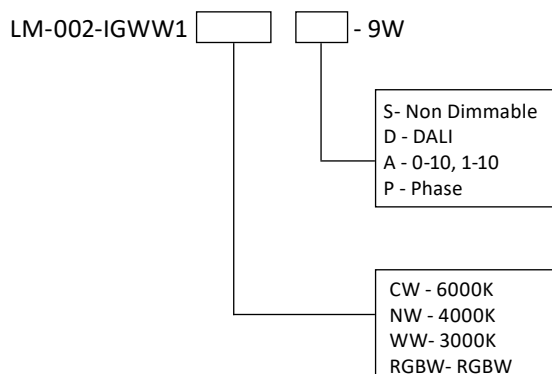 LM-002-IGWW1 - 9W
S- Non Dimmable
D - DALI
A - 0-10, 1-10
P - Phase
CW - 6000K
NW - 4000K
WW- 3000K
RGBW- RGBW